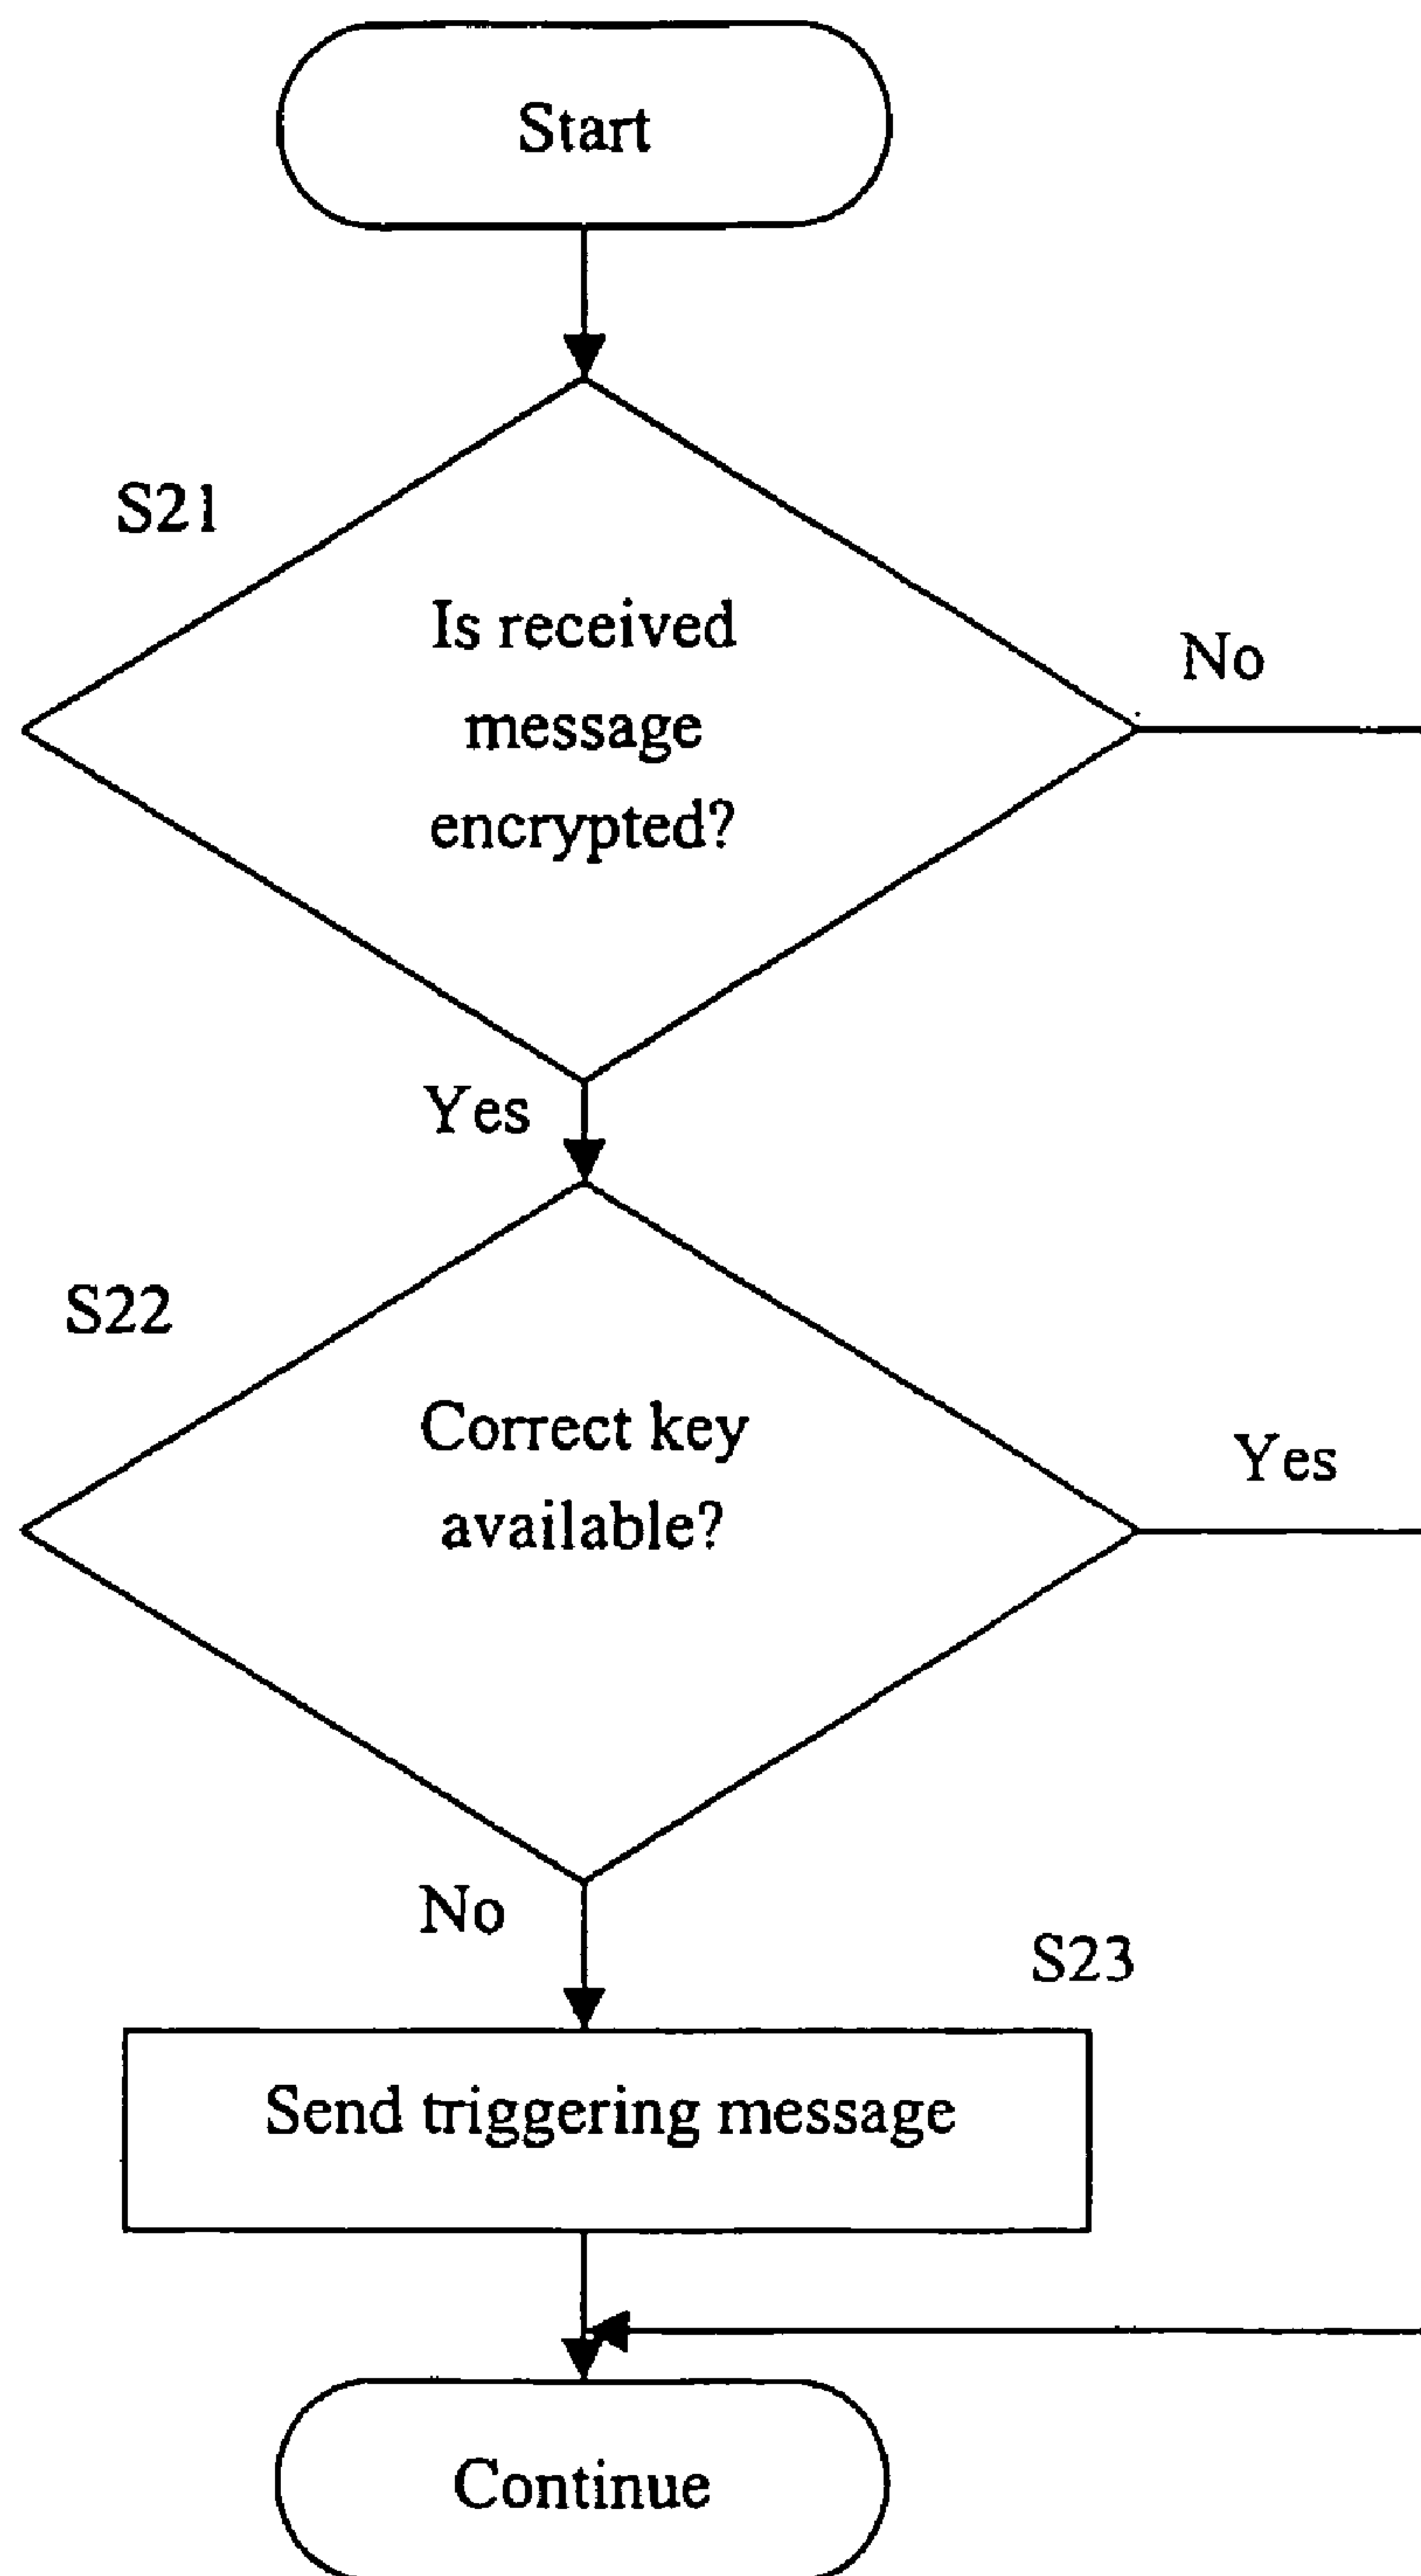 Start
S21
Is received
message
encrypted?
No
Yes
S22
Correct key
available?
Yes
No
S23
Send triggering message
Continue